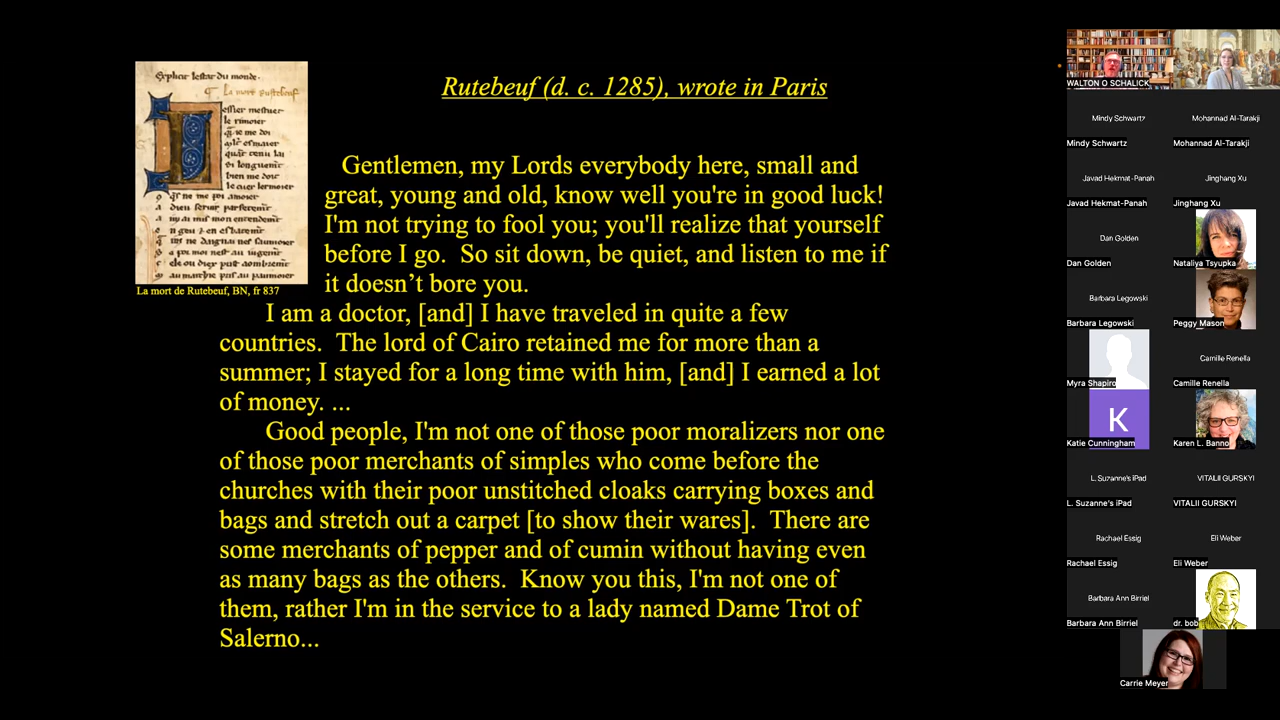 Rutebeuf (d. c. 1285), wrote in Paris
La mort de Rutebeuf, BN, fr 837
Gentlemen, my Lords everybody here, small and
great, young and old, know well you're in good luck!
I'm not trying to fool you; you'll realize that yourself
before I go.  So sit down, be quiet, and listen to me if
it doesn’t bore you.
I am a doctor, [and] I have traveled in quite a few
countries.  The lord of Cairo retained me for more than a
summer; I stayed for a long time with him, [and] I earned a lot
of money. ...
Good people, I'm not one of those poor moralizers nor one
of those poor merchants of simples who come before the
churches with their poor unstitched cloaks carrying boxes and
bags and stretch out a carpet [to show their wares].  There are
some merchants of pepper and of cumin without having even
as many bags as the others.  Know you this, I'm not one of
them, rather I'm in the service to a lady named Dame Trot of
Salerno...
WALTON O SCHALICK
Mindy Schwartz
Mohannad Al-Tarakji
Mindy Schwartz
Mohannad Al-Tarakji
Javad Hekmat-Panah
Jinghang Xu
Javad Hekmat-Panah
Jinghang Xu
Dan Golden
Dan Golden
Nataliya Tsyupka
Barbara Legowski
Barbara Legowski
Peggy Mason
Camille Renella
Myra Shapiro
Camille Renella
K
Katie Cunningham
Karen L. Banno
L. Suzanne's iPad
VITALII GURSKYI
L. Suzanne's iPad
VITALII GURSKYI
Rachael Essig
Eli Weber
Rachael Essig
Eli Weber
Barbara Ann Birriel
Barbara Ann Birriel
dr. bob
Carrie Meyer